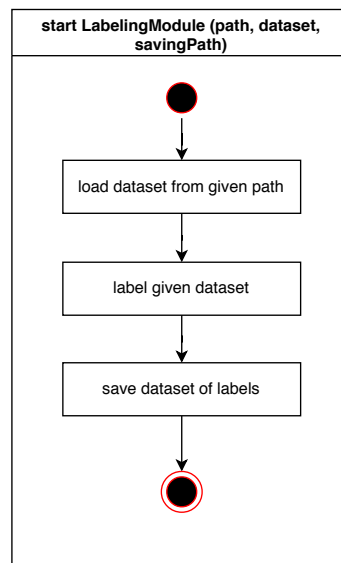 start LabelingModule (path, dataset,
savingPath)
load dataset from given path
label given dataset
save dataset of labels